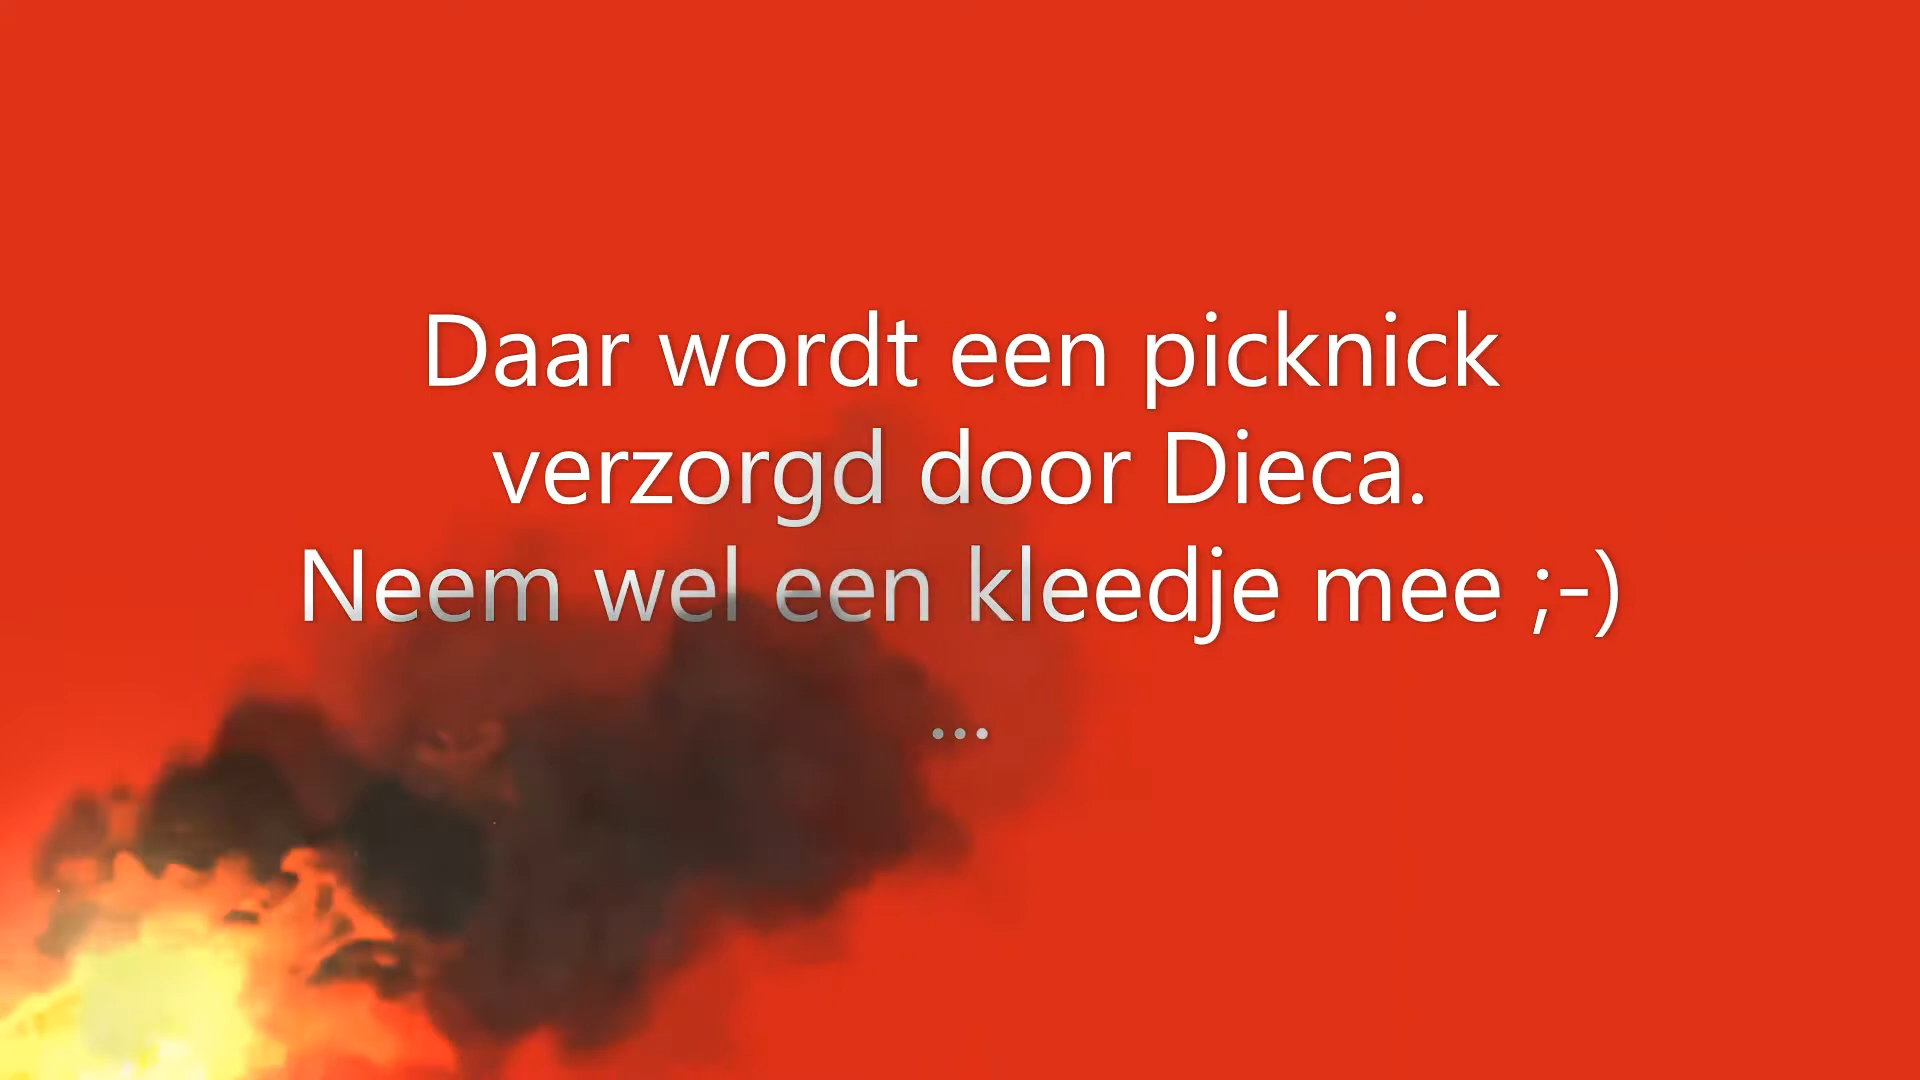 Daar wordt een picknick
verzorgd door Dieca.
Neem wel een kleedje mee ;-)
...